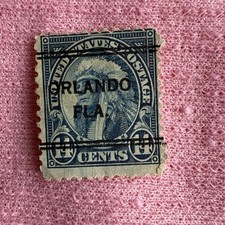 UNITED STATES POSTAGE
ORLANDO
FLA.
14 CENTS 14